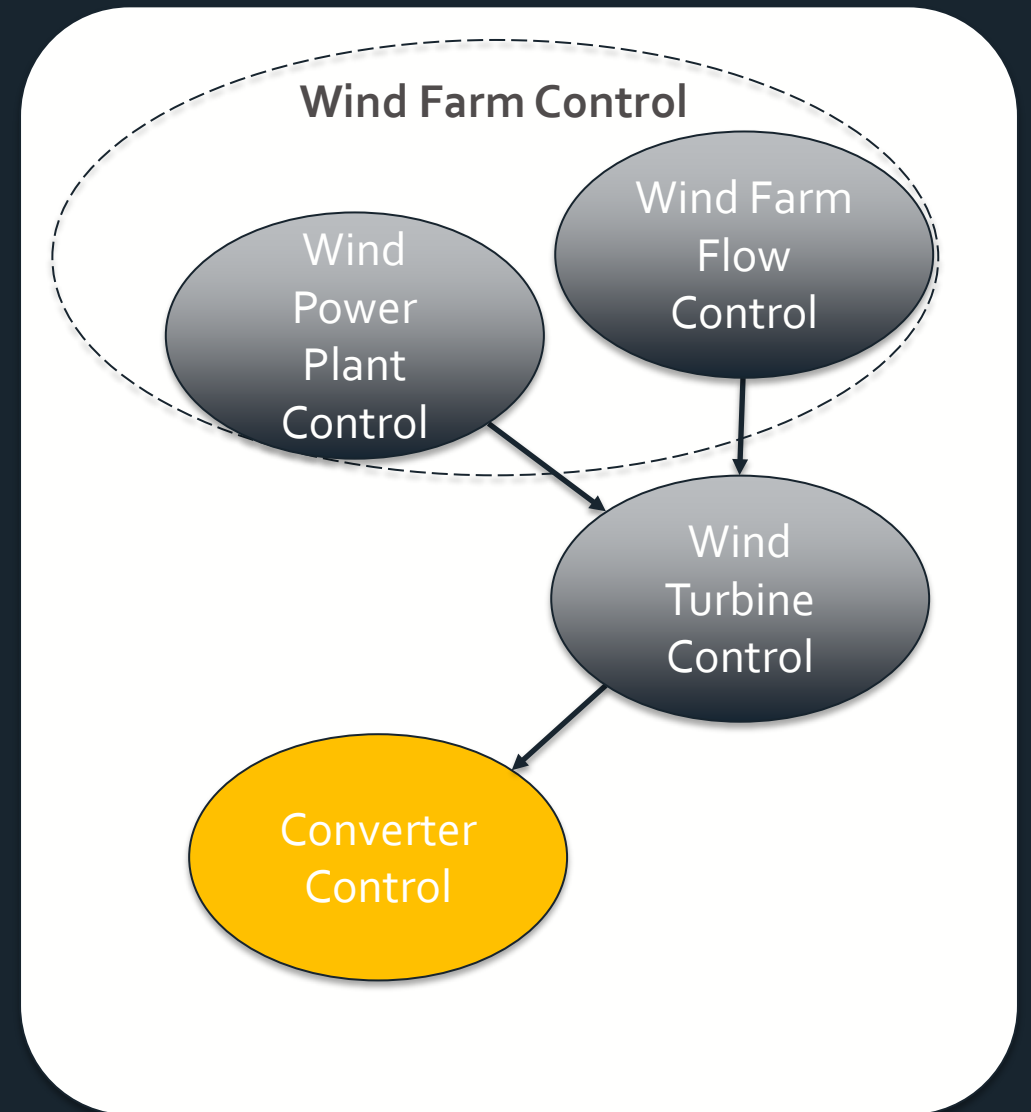 Wind Farm Control
Wind
Power
Plant
Control
Wind Farm
Flow
Control
Wind
Turbine
Control
Converter
Control